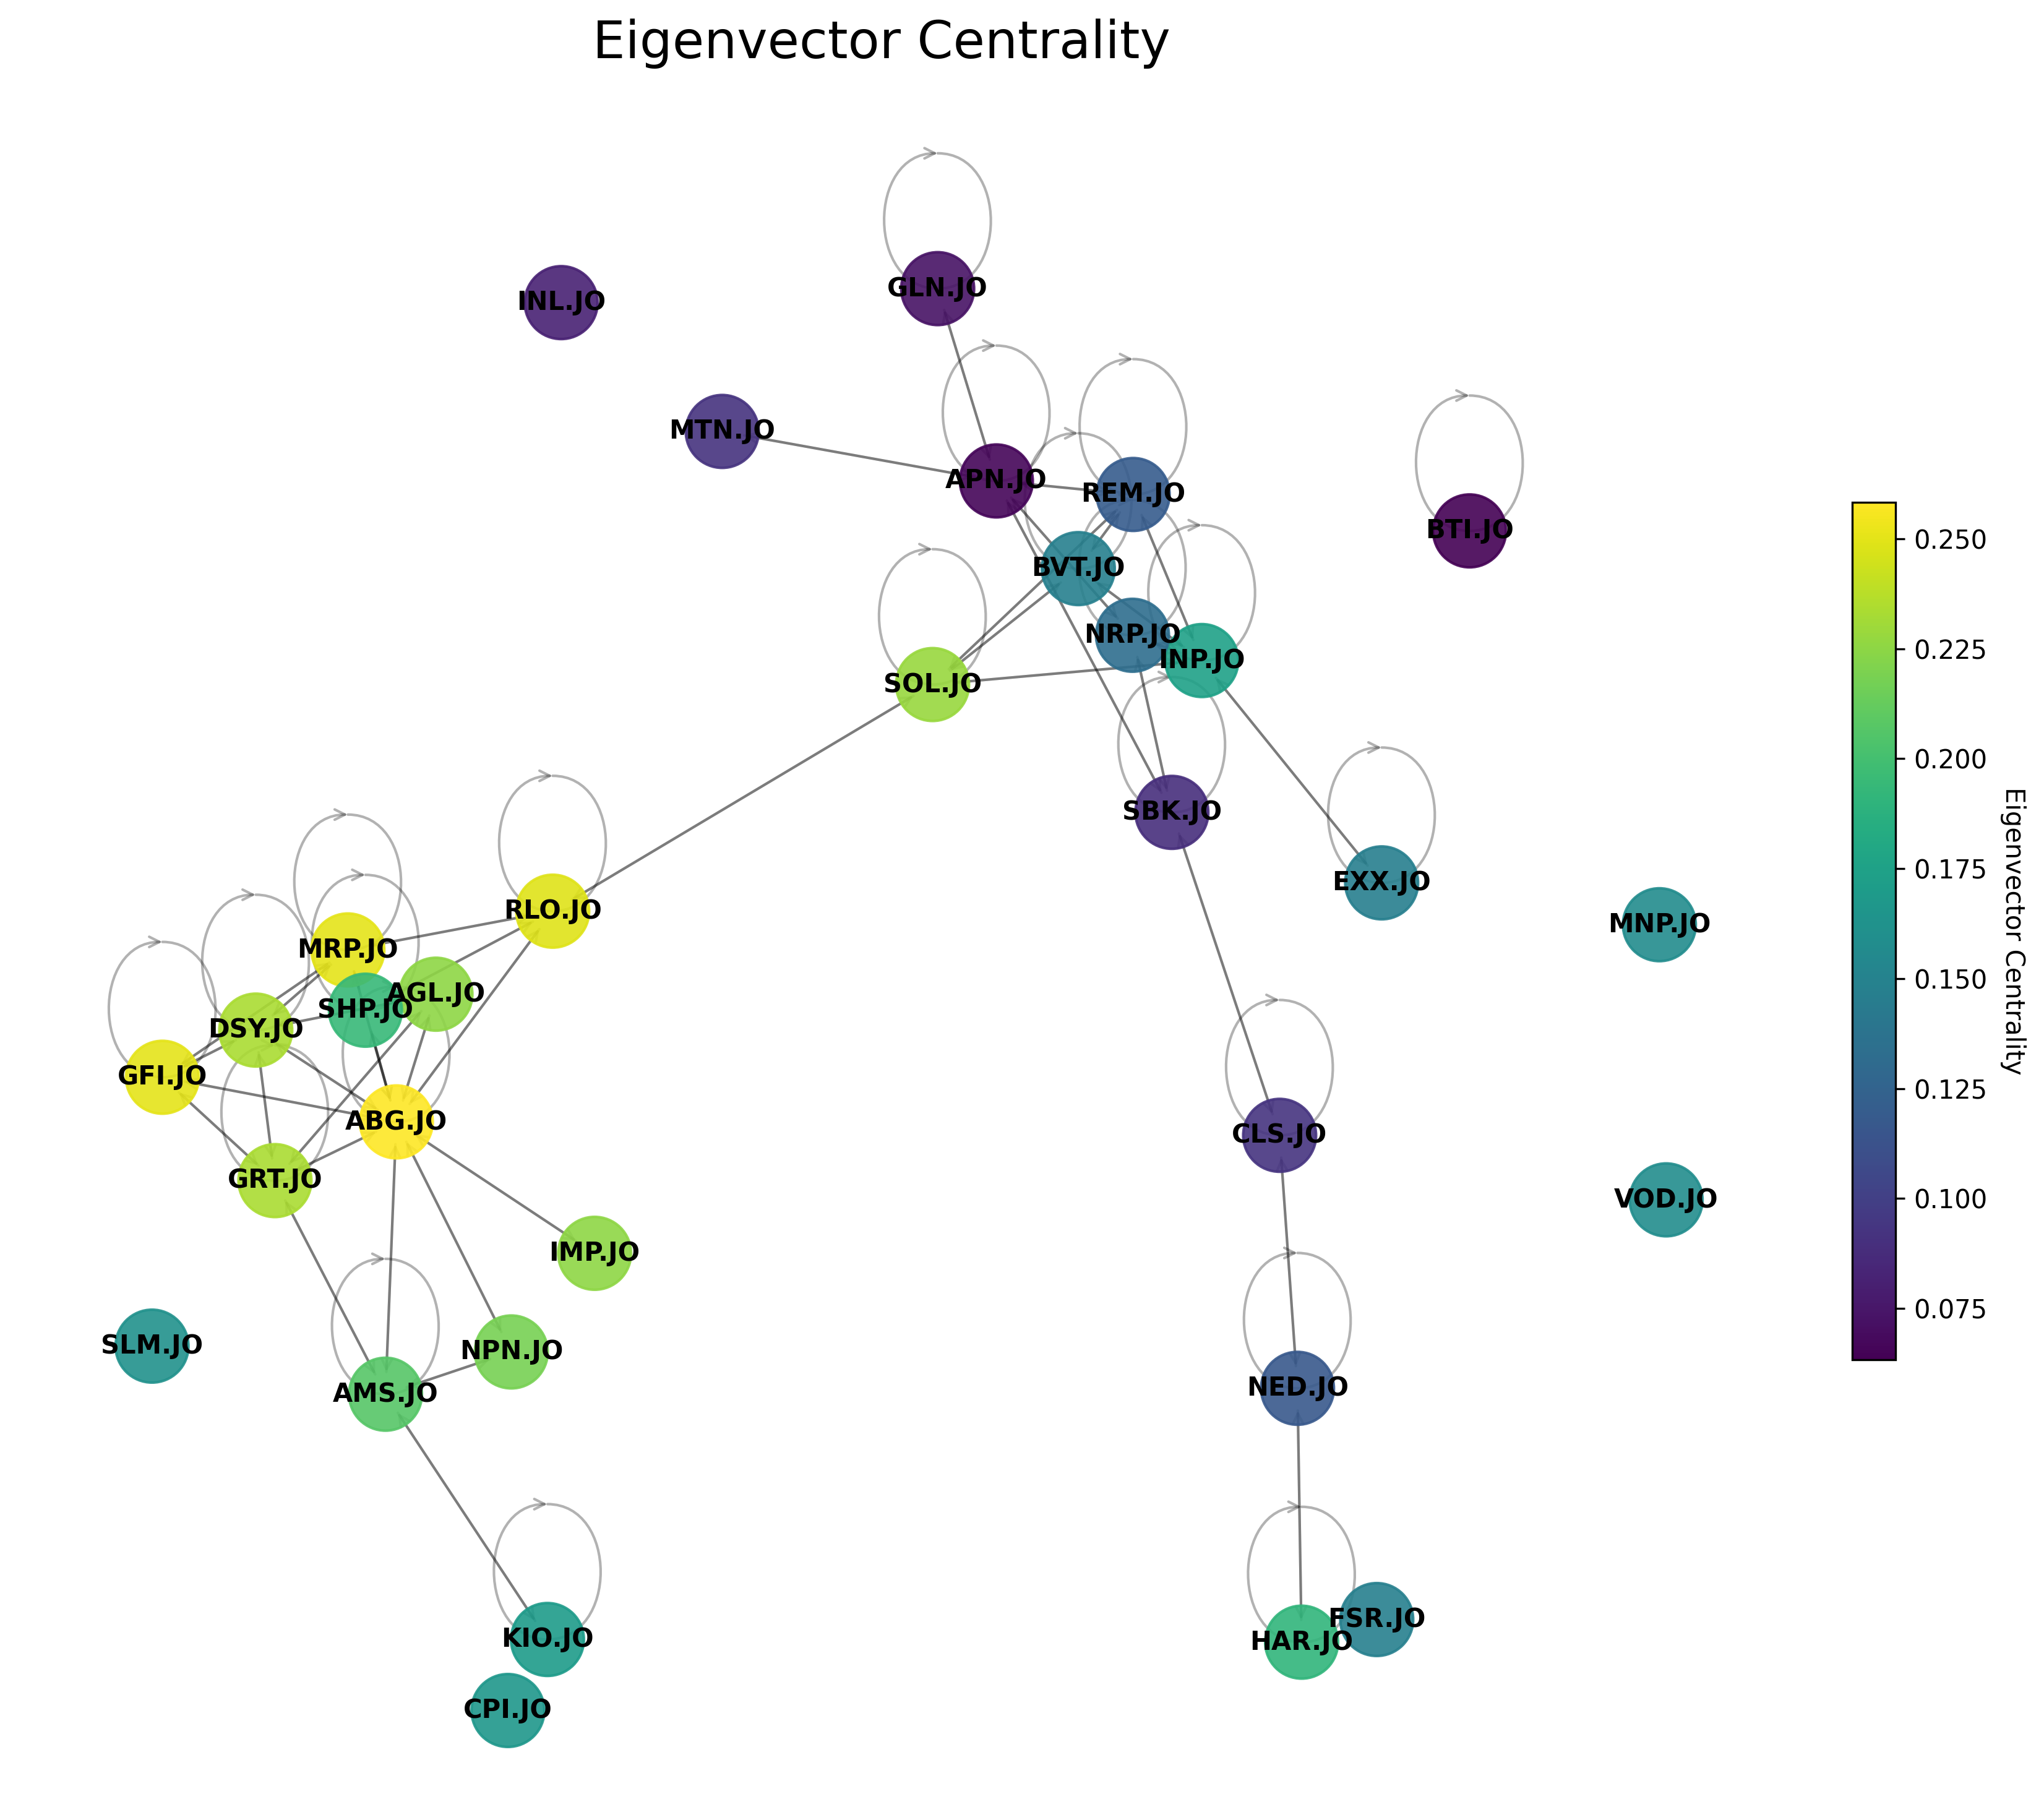 Eigenvector Centrality
GLN.JO
INL.JO
MTN.JO
APN.JO
REM.JO
BTI.JO
BVT.JO
NRP.JO
INP.JO
SOL.JO
SBK.JO
EXX.JO
RLO.JO
MNP.JO
MRP.JO
AGL.JO
SHP.JO
DSY.JO
GFI.JO
ABG.JO
CLS.JO
GRT.JO
VOD.JO
IMP.JO
SLM.JO
NPN.JO
AMS.JO
NED.JO
FSR.JO
HAR.JO
KIO.JO
CPI.JO
0.250
0.225
0.200
0.175
0.150
0.125
0.100
0.075
Eigenvector Centrality